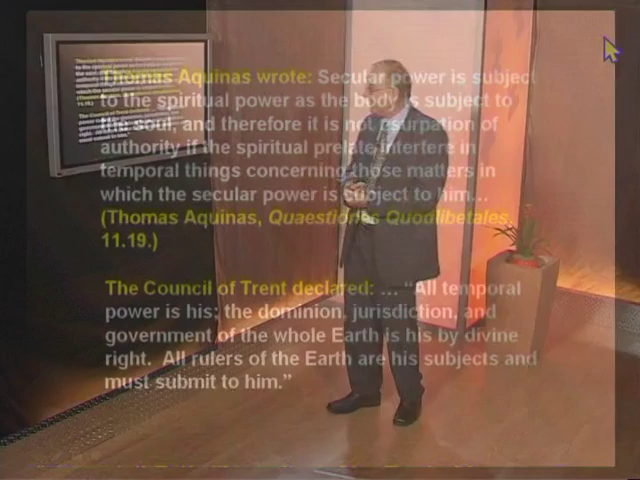 Thomas Aquinas wrote: Secular power is subject
to the spiritual power as the body is subject to
the soul, and therefore it is not usurpation of
authority if the spiritual prelate interfere in
temporal things concerning those matters in
which the secular power is subject to him...
(Thomas Aquinas, Quaestiones Quodlibetales,
11.19.)
The Council of Trent declared: ... “All temporal
power is his; the dominion, jurisdiction, and
government of the whole Earth is his by divine
right. All rulers of the Earth are his subjects and
must submit to him.”